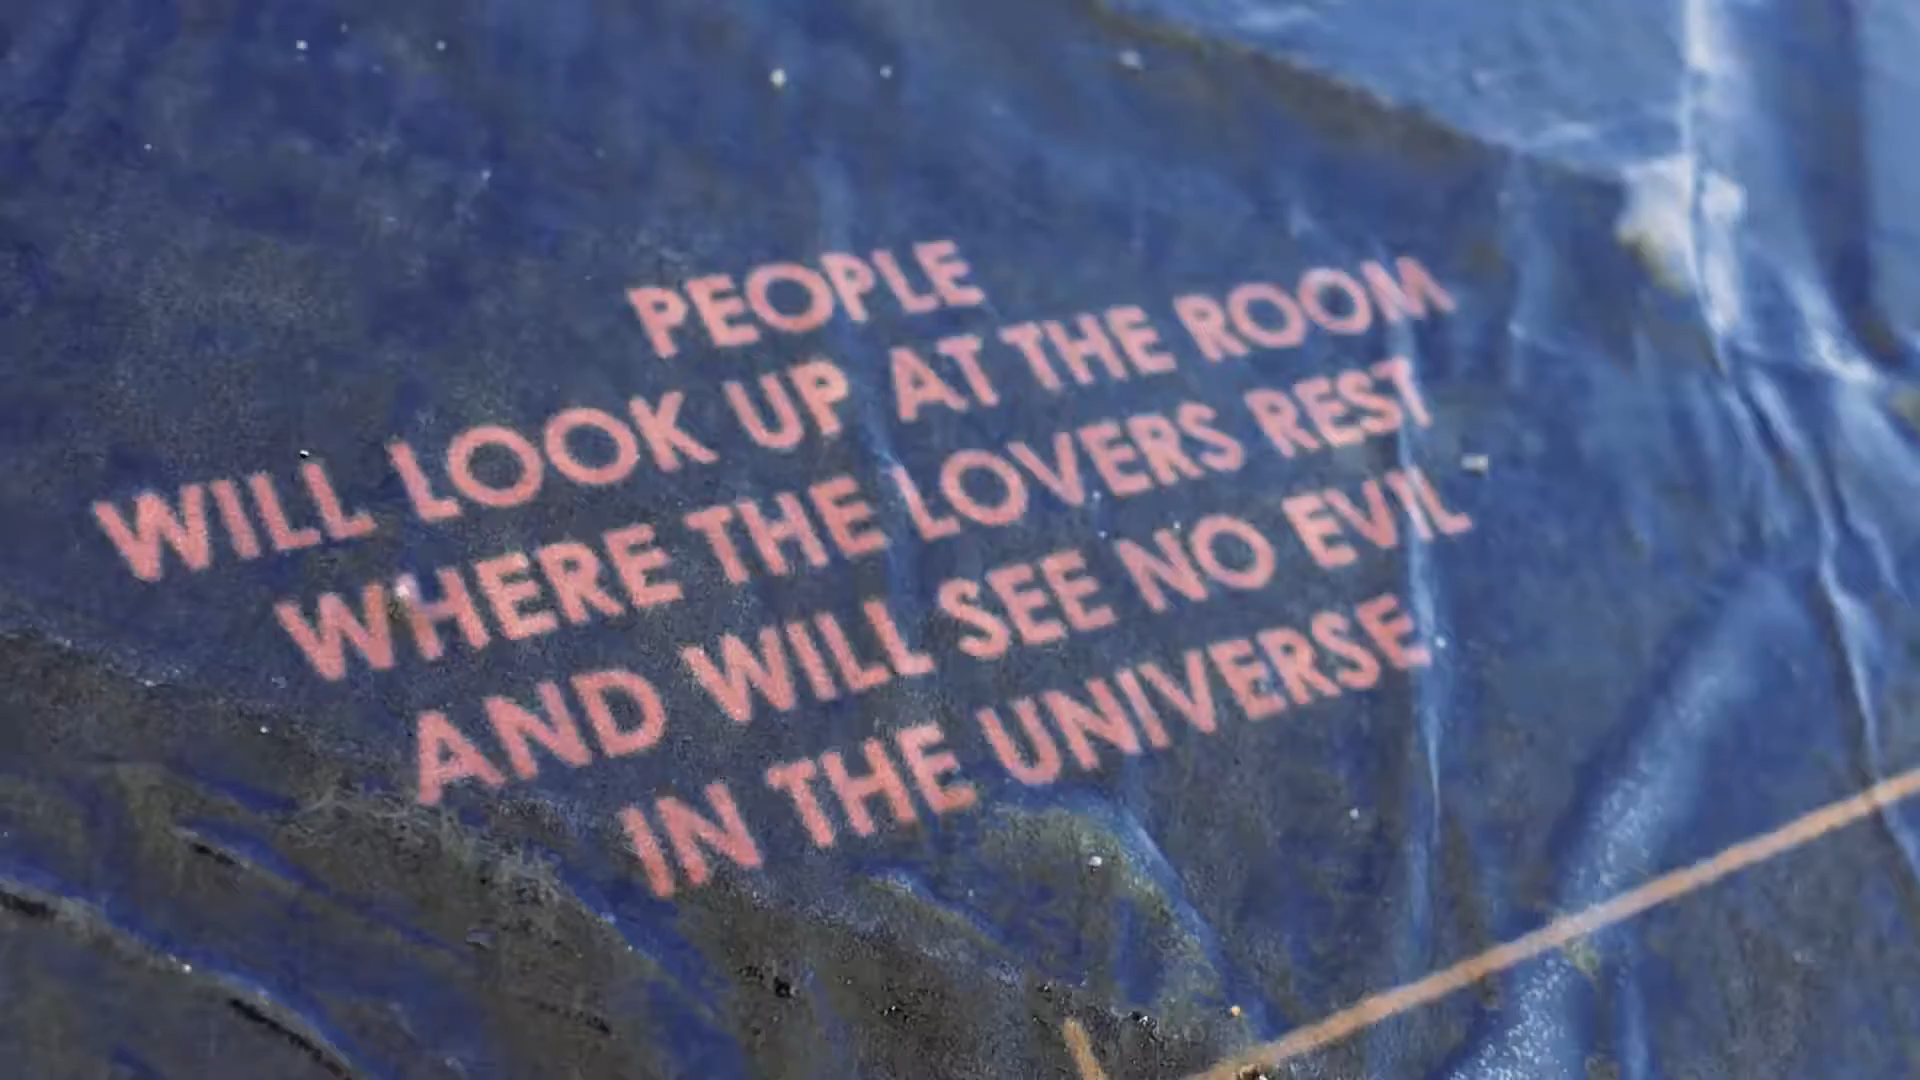 PEOPLE
WILL LOOK UP AT THE ROOM
WHERE THE LOVERS REST
AND WILL SEE NO EVIL
IN THE UNIVERSE